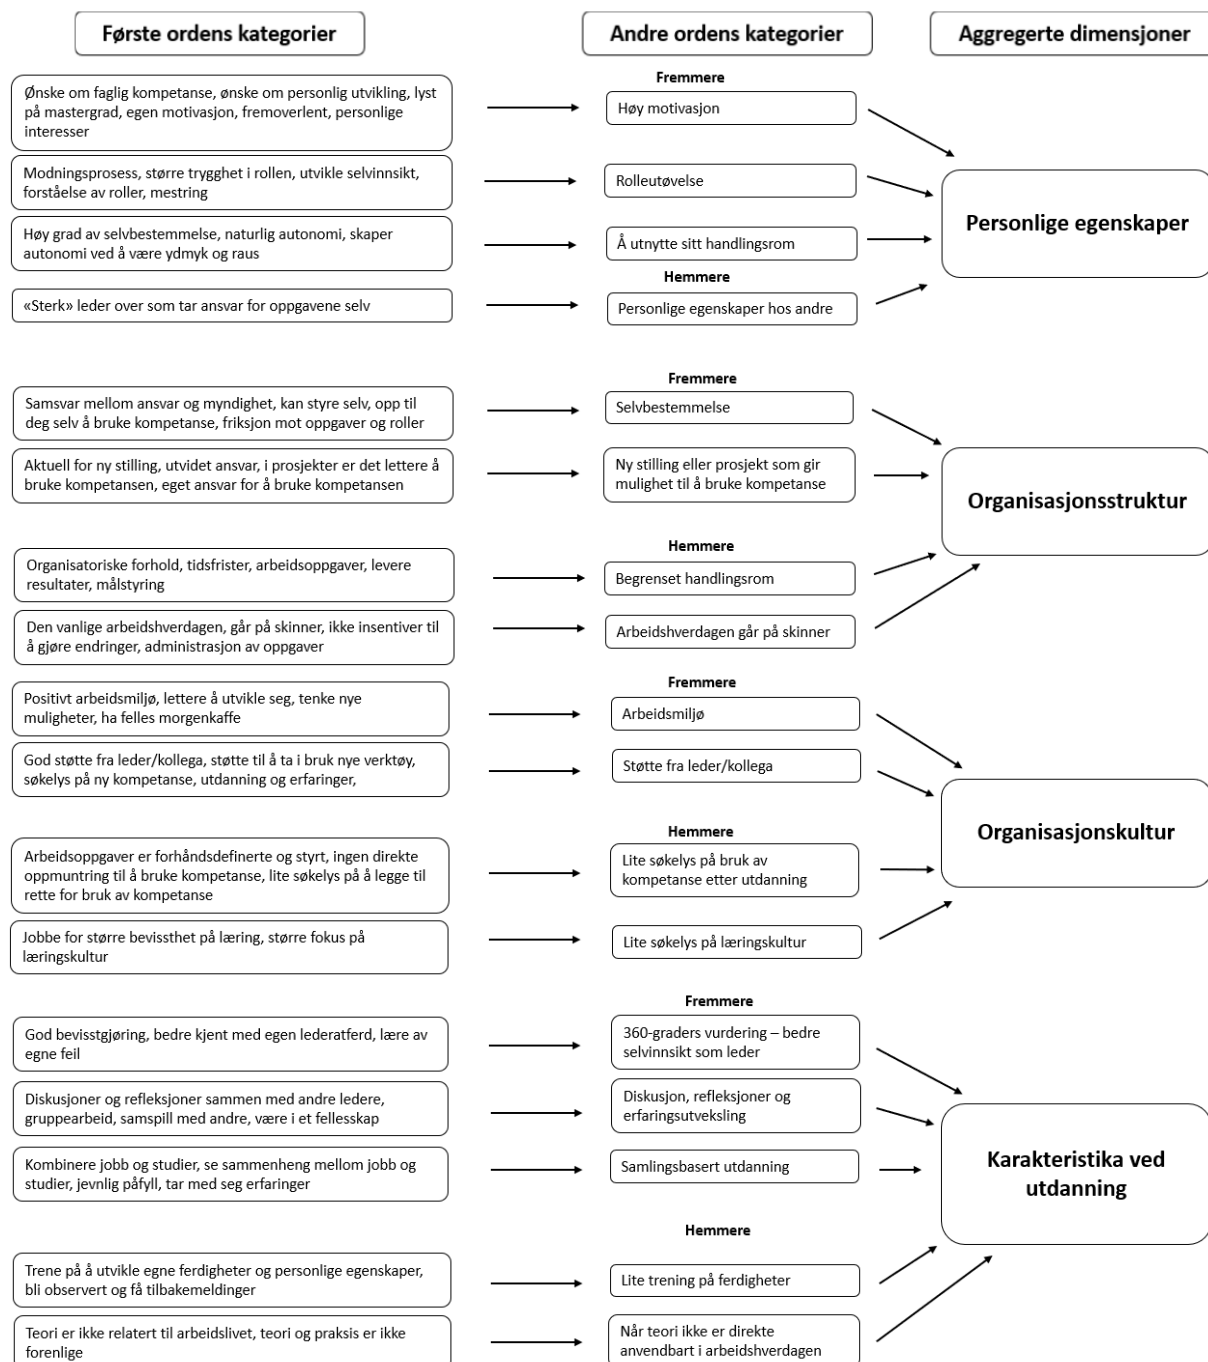 Første ordens kategorier
Andre ordens kategorier
Aggregerte dimensjoner
Fremmere
Ønske om faglig kompetanse, ønske om personlig utvikling, lyst
på mastergrad, egen motivasjon, fremoverlent, personlige
interesser
Høy motivasjon
Modningsprosess, større trygghet i rollen, utvikle selvinnsikt,
forståelse av roller, mestring
Rolleutøvelse
Personlige egenskaper
Høy grad av selvbestemmelse, naturlig autonomi, skaper
autonomi ved å være ydmyk og raus
Å utnytte sitt handlingsrom
Hemmere
«Sterk» leder over som tar ansvar for oppgavene selv
Personlige egenskaper hos andre
Fremmere
Samsvar mellom ansvar og myndighet, kan styre selv, opp til
deg selv å bruke kompetanse, friksjon mot oppgaver og roller
Selvbestemmelse
Aktuell for ny stilling, utvidet ansvar, i prosjekter er det lettere å
bruke kompetansen, eget ansvar for å bruke kompetansen
Ny stilling eller prosjekt som gir
mulighet til å bruke kompetanse
Organisasjonsstruktur
Hemmere
Organisatoriske forhold, tidsfrister, arbeidsoppgaver, levere
resultater, målstyring
Begrenset handlingsrom
Den vanlige arbeidshverdagen, går på skinner, ikke insentiver til
å gjøre endringer, administrasjon av oppgaver
Arbeidshverdagen går på skinner
Fremmere
Positivt arbeidsmiljø, lettere å utvikle seg, tenke nye
muligheter, ha felles morgenkaffe
Arbeidsmiljø
God støtte fra leder/kollega, støtte til å ta i bruk nye verktøy,
søkelys på ny kompetanse, utdanning og erfaringer,
Støtte fra leder/kollega
Organisasjonskultur
Hemmere
Arbeidsoppgaver er forhåndsdefinerte og styrt, ingen direkte
oppmuntring til å bruke kompetanse, lite søkelys på å legge til
rette for bruk av kompetanse
Lite søkelys på bruk av
kompetanse etter utdanning
Jobbe for større bevissthet på læring, større fokus på
læringskultur
Lite søkelys på læringskultur
Fremmere
God bevisstgjøring, bedre kjent med egen lederatferd, lære av
egne feil
360-graders vurdering – bedre
selvinnsikt som leder
Diskusjoner og refleksjoner sammen med andre ledere,
gruppearbeid, samspill med andre, være i et fellesskap
Diskusjon, refleksjoner og
erfaringsutveksling
Kombinere jobb og studier, se sammenheng mellom jobb og
studier, jevnlig påfyll, tar med seg erfaringer
Samlingsbasert utdanning
Karakteristika ved
utdanning
Hemmere
Trene på å utvikle egne ferdigheter og personlige egenskaper,
bli observert og få tilbakemeldinger
Lite trening på ferdigheter
Teori er ikke relatert til arbeidslivet, teori og praksis er ikke
forenlige
Når teori ikke er direkte
anvendbart i arbeidshverdagen